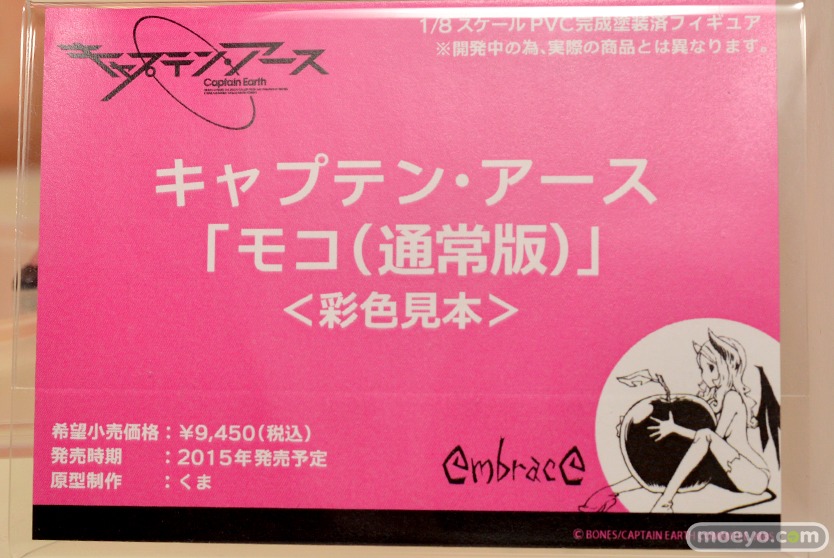 1/8 スケールPVC完成塗装済フィギュア
※開発中の為、実際の商品とは異なります。
キャプテン・アース
Captain Earth
キャプテン・アース
「モコ(通常版)」
<彩色見本>
希望小売価格：¥9,450(税込)
発売時期　：2015年発売予定
原型制作　：くま
embracE
© BONES/CAPTAIN EARTH
moeyo.com